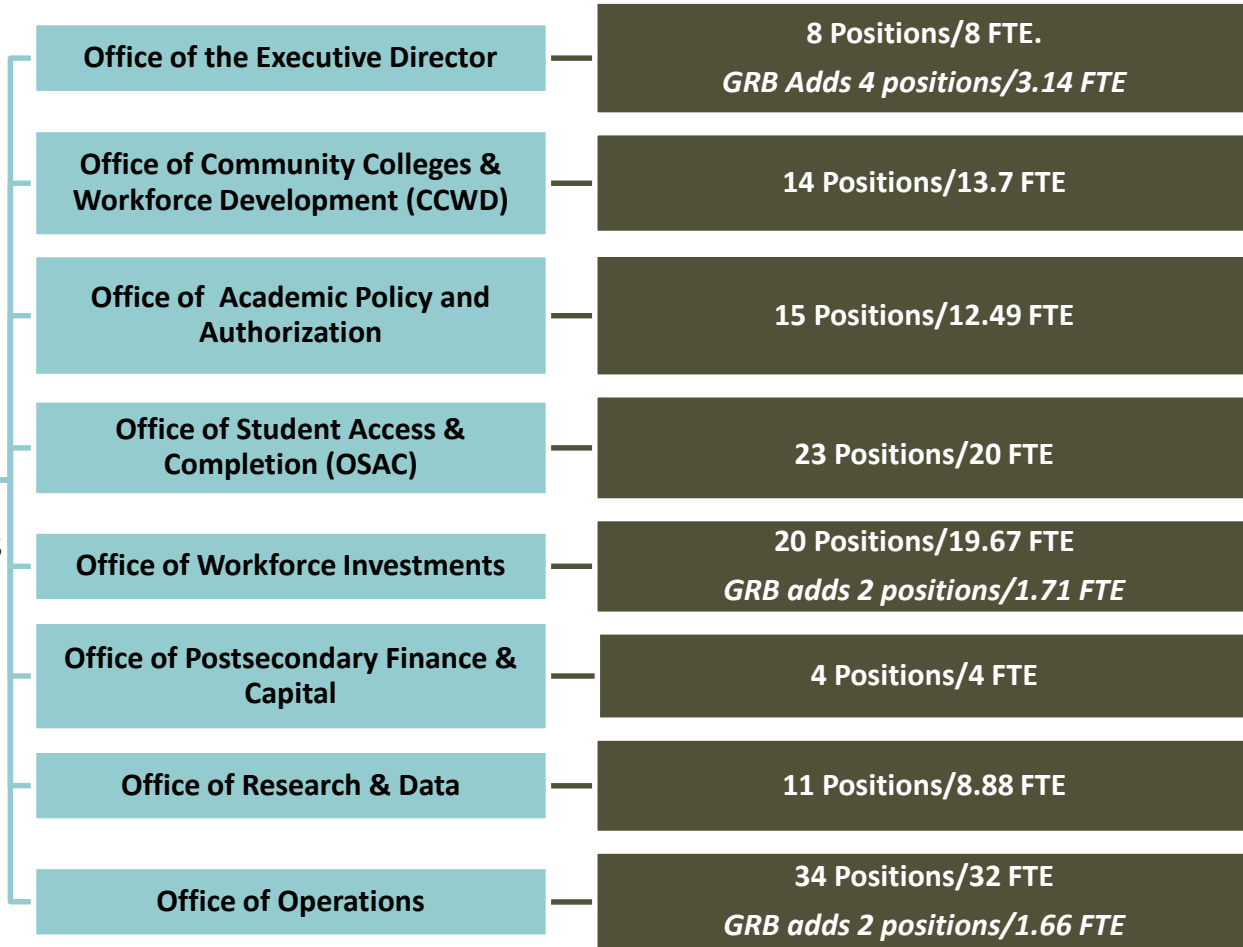 Office of the Executive Director
8 Positions/8 FTE.
GRB Adds 4 positions/3.14 FTE
Office of Community Colleges &
Workforce Development (CCWD)
14 Positions/13.7 FTE
Office of  Academic Policy and
Authorization
15 Positions/12.49 FTE
Office of Student Access &
Completion (OSAC)
23 Positions/20 FTE
Office of Workforce Investments
20 Positions/19.67 FTE
GRB adds 2 positions/1.71 FTE
Office of Postsecondary Finance &
Capital
4 Positions/4 FTE
Office of Research & Data
11 Positions/8.88 FTE
Office of Operations
34 Positions/32 FTE
GRB adds 2 positions/1.66 FTE